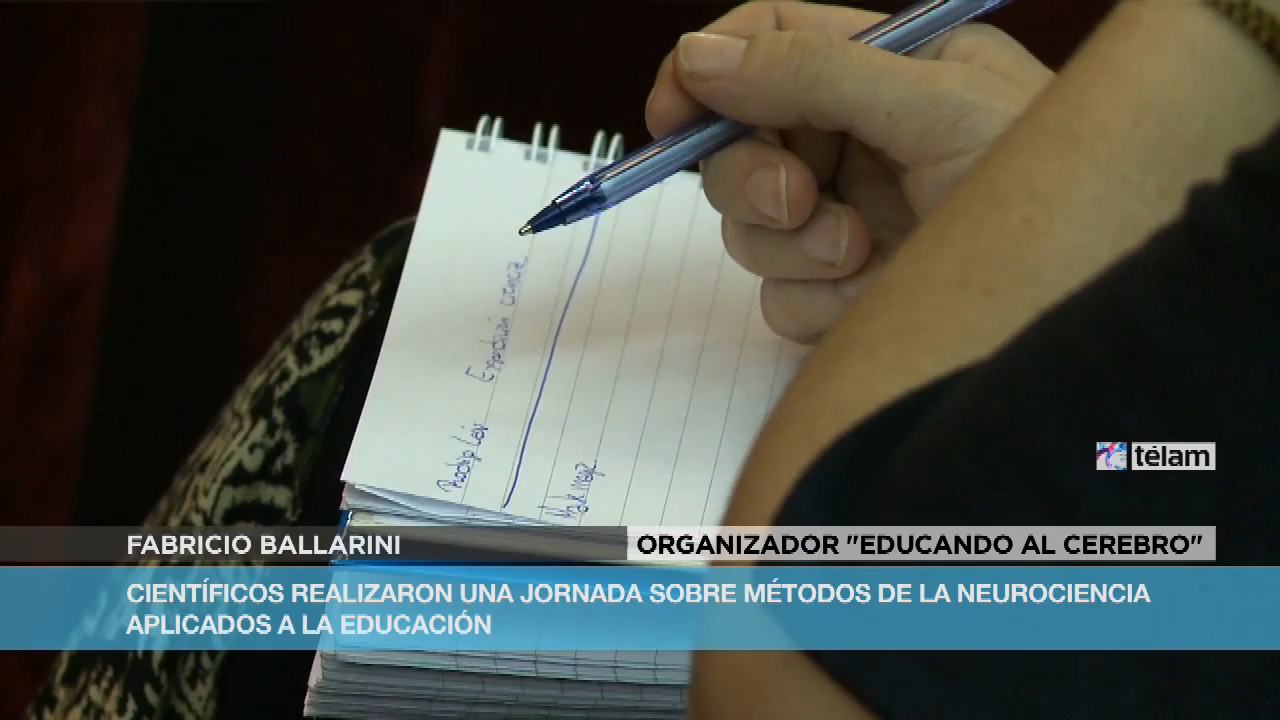 télam
FABRICIO BALLARINI
ORGANIZADOR "EDUCANDO AL CEREBRO"
CIENTÍFICOS REALIZARON UNA JORNADA SOBRE MÉTODOS DE LA NEUROCIENCIA
APLICADOS A LA EDUCACIÓN